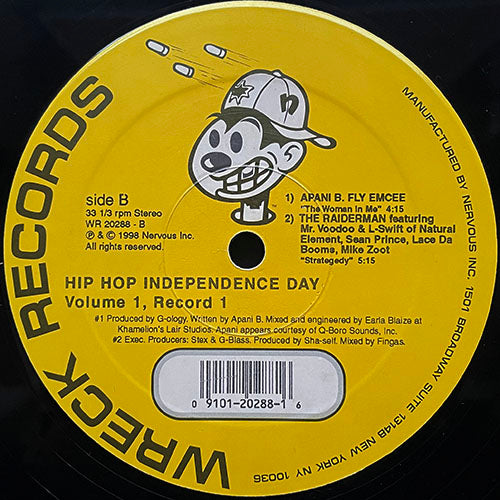 WRECK RECORDS
MANUFACTURED BY NERVOUS INC. 1501 BROADWAY SUITE 1314B NEW YORK NY 10036
side B
33 1/3 rpm Stereo
WR 20288 - B
℗ & © 1998 Nervous Inc.
All rights reserved.
1) APANI B. FLY EMCEE
"The Woman In Me" 4:15
2) THE RAIDERMAN featuring
Mr. Voodoo & L-Swift of Natural
Element, Sean Prince, Lace Da
Booms, Mike Zoot
"Strategedy" 5:15
HIP HOP INDEPENDENCE DAY
Volume 1, Record 1
#1 Produced by G-ology. Written by Apani B. Mixed and engineered by Earla Blaize at
Khamelion's Lair Studios. Apani appears courtesy of Q-Boro Sounds, Inc.
#2 Exec. Producers: Stex & G-Blass. Produced by Sha-self. Mixed by Fingas.
0 9101-20288-1 6